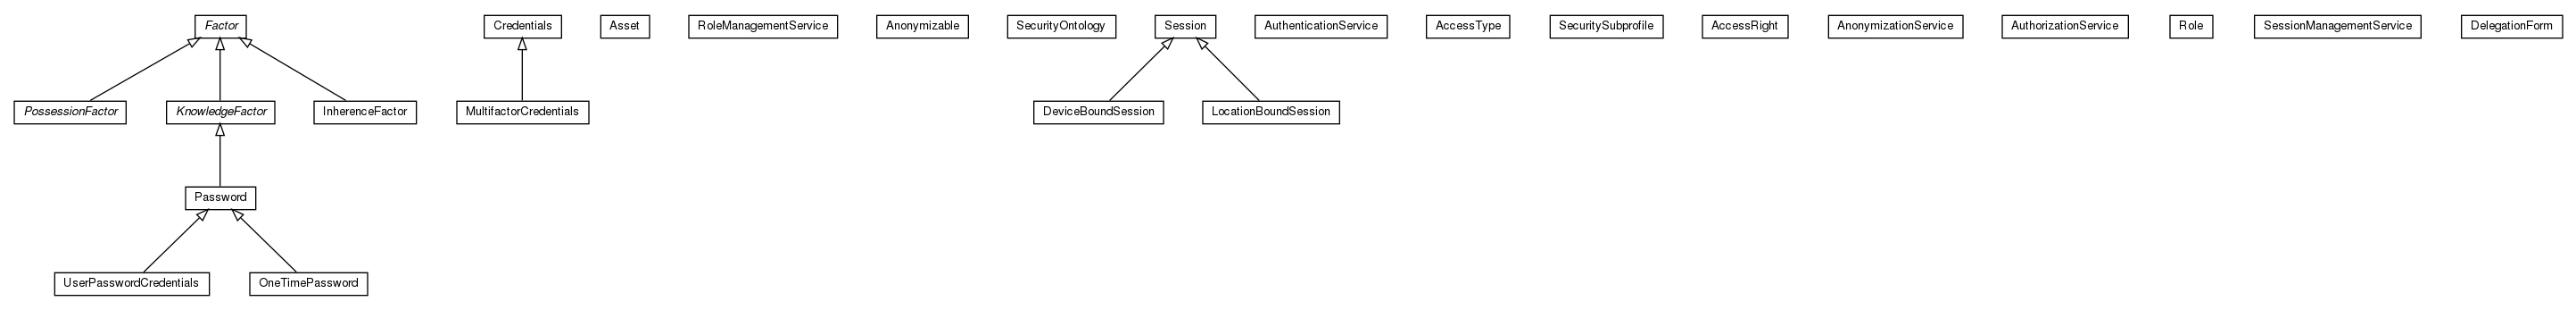 Factor
Credentials
Asset
RoleManagementService
Anonymizable
SecurityOntology
Session
AuthenticationService
AccessType
SecuritySubprofile
AccessRight
AnonymizationService
AuthorizationService
Role
SessionManagementService
DelegationForm
PossessionFactor
KnowledgeFactor
InherenceFactor
MultifactorCredentials
DeviceBoundSession
LocationBoundSession
Password
UserPasswordCredentials
OneTimePassword